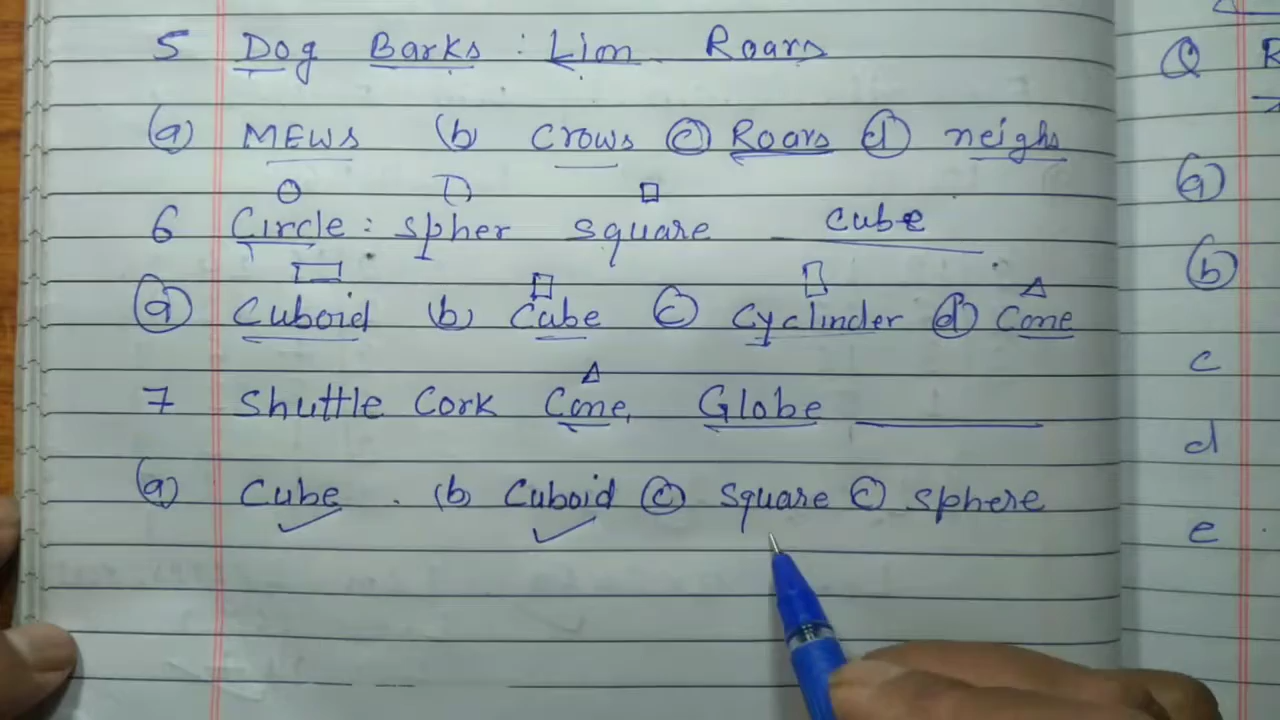 5 Dog Barks : Lion Roars
(a) MEWS (b) Crows (c) Roars (d) neighs
6 Circle : spher square cube
(a) Cuboid (b) Cube (c) Cyclinder (d) Cone
7 Shuttle Cork Cone, Globe
(a) Cube . (b) Cuboid (c) square (c) sphere
Q R
(a)
(b)
c
d
e